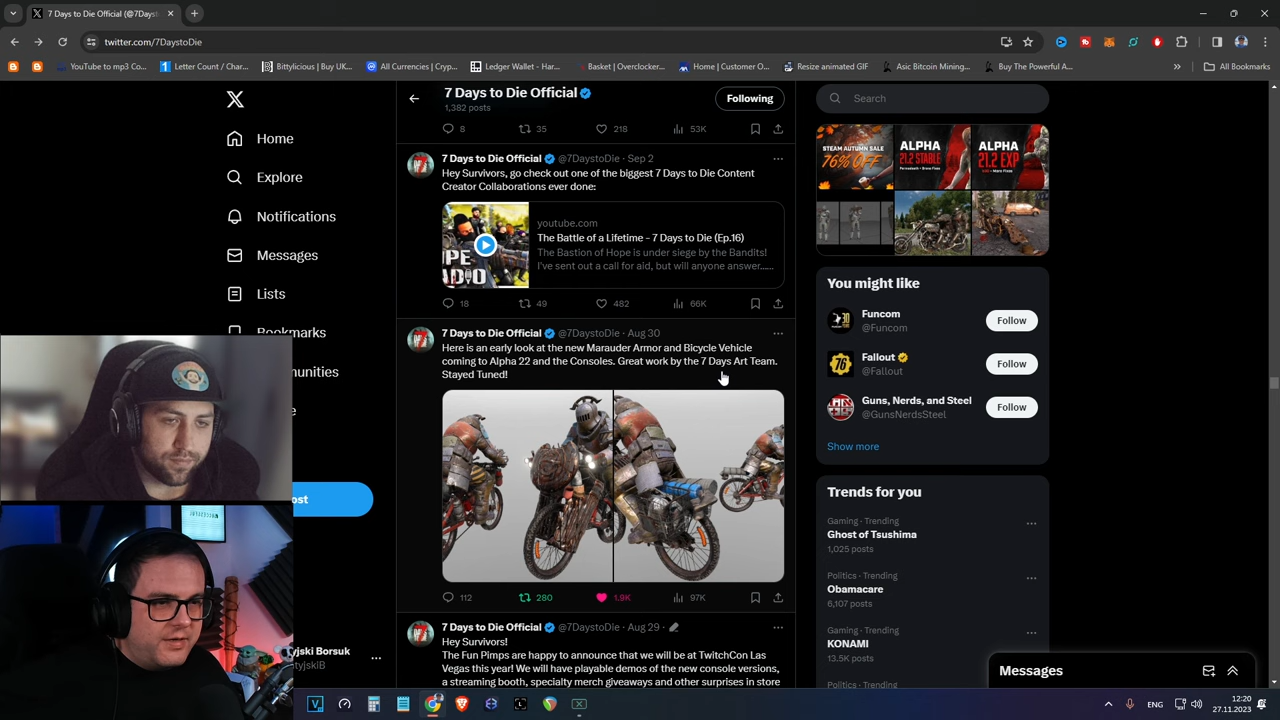 7 Days to Die Official (@7Days
twitter.com/7DaystoDie
YouTube to mp3 Co...
Letter Count / Char...
Bittylicious | Buy UK...
All Currencies | Cryp...
Ledger Wallet - Har...
Basket | Overclocker...
Home | Customer O...
Resize animated GIF
Asic Bitcoin Mining...
Buy The Powerful A...
All Bookmarks
Home
Explore
Notifications
Messages
Lists
Bookmarks
7 Days to Die Official
1,382 posts
Following
8 35 218 53K
7 Days to Die Official @7DaystoDie · Sep 2
Hey Survivors, go check out one of the biggest 7 Days to Die Content
Creator Collaborations ever done:
youtube.com
The Battle of a Lifetime - 7 Days to Die (Ep.16)
The Bastion of Hope is under siege by the Bandits!
I've sent out a call for aid, but will anyone answer......
18 49 482 66K
7 Days to Die Official @7DaystoDie · Aug 30
Here is an early look at the new Marauder Armor and Bicycle Vehicle
coming to Alpha 22 and the Consoles. Great work by the 7 Days Art Team.
Stayed Tuned!
112 280 1.9K 97K
7 Days to Die Official @7DaystoDie · Aug 29 ·
Hey Survivors!
The Fun Pimps are happy to announce that we will be at TwitchCon Las
Vegas this year! We will have playable demos of the new console versions,
a streaming booth, specialty merch giveaways and other surprises in store
Search
STEAM AUTUMN SALE
76% OFF
ALPHA
21.2 STABLE
ALPHA
21.2 EXP
You might like
Funcom
@Funcom
Follow
Fallout
@Fallout
Follow
Guns, Nerds, and Steel
@GunsNerdsSteel
Follow
Show more
Trends for you
Gaming · Trending
Ghost of Tsushima
1,025 posts
Politics · Trending
Obamacare
6,107 posts
Gaming · Trending
KONAMI
13.5K posts
Politics · Trending
Messages
munities
ost
tyjski Borsuk
ntyjskiB
ENG
12:20
27.11.2023